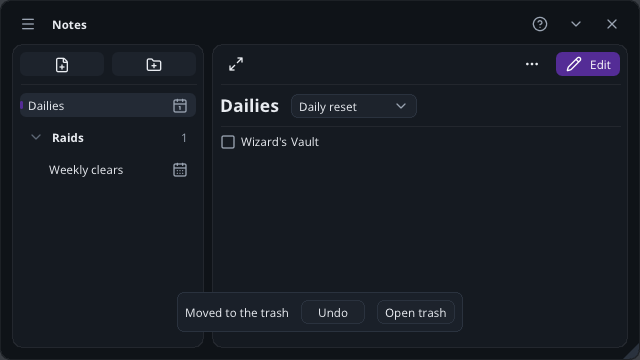 Notes
Edit
Dailies
Raids
1
Weekly clears
Dailies
Daily reset
Wizard's Vault
Moved to the trash
Undo
Open trash